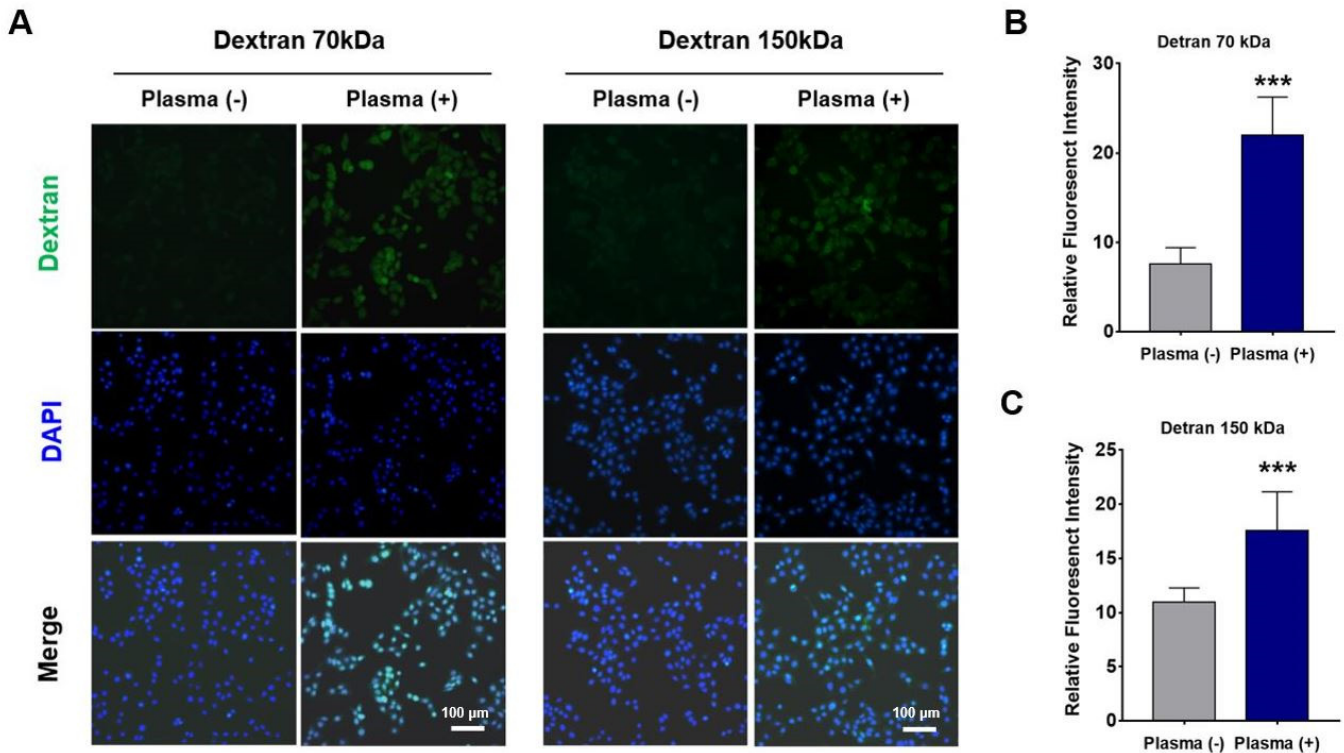 A
Dextran 70kDa
Dextran 150kDa
Plasma (-)
Plasma (+)
Plasma (-)
Plasma (+)
Dextran
DAPI
Merge
100 µm
100 µm
B
Detran 70 kDa
Relative Fluoresenct Intensity
30
20
10
0
***
Plasma (-)
Plasma (+)
C
Detran 150 kDa
Relative Fluoresenct Intensity
25
20
15
10
5
0
***
Plasma (-)
Plasma (+)